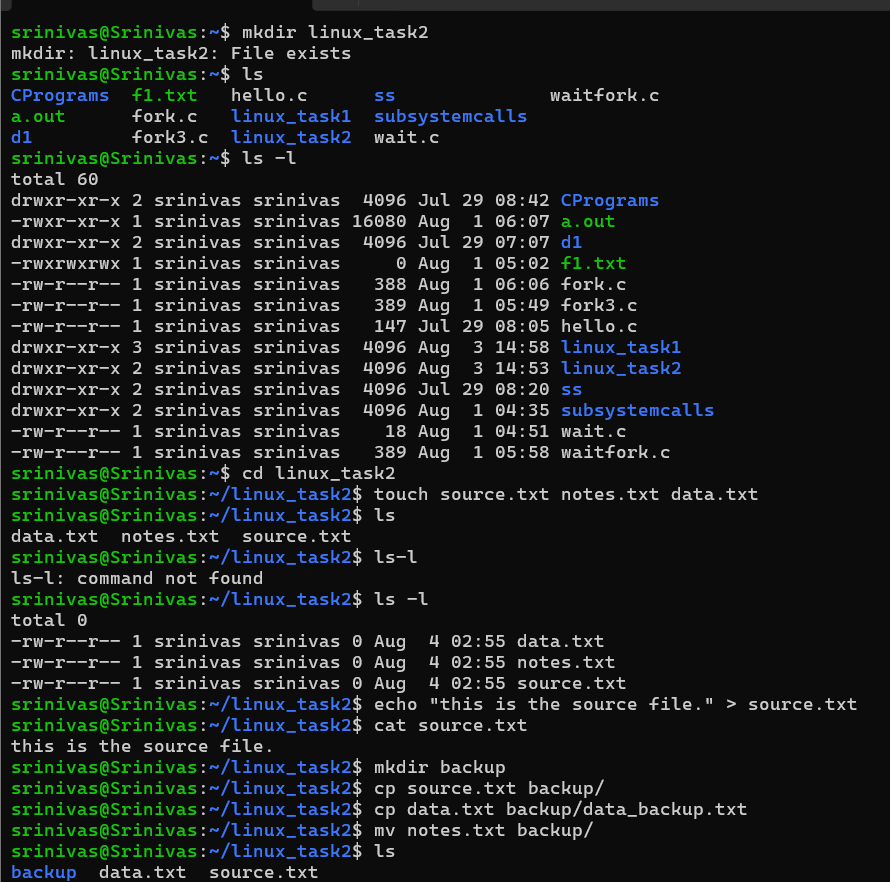 srinivas@Srinivas:~$ mkdir linux_task2
mkdir: linux_task2: File exists
srinivas@Srinivas:~$ ls
CPrograms  f1.txt   hello.c      ss              waitfork.c
a.out      fork.c   linux_task1  subsystemcalls
d1         fork3.c  linux_task2  wait.c
srinivas@Srinivas:~$ ls -l
total 60
drwxr-xr-x 2 srinivas srinivas  4096 Jul 29 08:42 CPrograms
-rwxr-xr-x 1 srinivas srinivas 16080 Aug  1 06:07 a.out
drwxr-xr-x 2 srinivas srinivas  4096 Jul 29 07:07 d1
-rwxrwxrwx 1 srinivas srinivas     0 Aug  1 05:02 f1.txt
-rw-r--r-- 1 srinivas srinivas   388 Aug  1 06:06 fork.c
-rw-r--r-- 1 srinivas srinivas   389 Aug  1 05:49 fork3.c
-rw-r--r-- 1 srinivas srinivas   147 Jul 29 08:05 hello.c
drwxr-xr-x 3 srinivas srinivas  4096 Aug  3 14:58 linux_task1
drwxr-xr-x 2 srinivas srinivas  4096 Aug  3 14:53 linux_task2
drwxr-xr-x 2 srinivas srinivas  4096 Jul 29 08:20 ss
drwxr-xr-x 2 srinivas srinivas  4096 Aug  1 04:35 subsystemcalls
-rw-r--r-- 1 srinivas srinivas    18 Aug  1 04:51 wait.c
-rw-r--r-- 1 srinivas srinivas   389 Aug  1 05:58 waitfork.c
srinivas@Srinivas:~$ cd linux_task2
srinivas@Srinivas:~/linux_task2$ touch source.txt notes.txt data.txt
srinivas@Srinivas:~/linux_task2$ ls
data.txt  notes.txt  source.txt
srinivas@Srinivas:~/linux_task2$ ls-l
ls-l: command not found
srinivas@Srinivas:~/linux_task2$ ls -l
total 0
-rw-r--r-- 1 srinivas srinivas 0 Aug  4 02:55 data.txt
-rw-r--r-- 1 srinivas srinivas 0 Aug  4 02:55 notes.txt
-rw-r--r-- 1 srinivas srinivas 0 Aug  4 02:55 source.txt
srinivas@Srinivas:~/linux_task2$ echo "this is the source file." > source.txt
srinivas@Srinivas:~/linux_task2$ cat source.txt
this is the source file.
srinivas@Srinivas:~/linux_task2$ mkdir backup
srinivas@Srinivas:~/linux_task2$ cp source.txt backup/
srinivas@Srinivas:~/linux_task2$ cp data.txt backup/data_backup.txt
srinivas@Srinivas:~/linux_task2$ mv notes.txt backup/
srinivas@Srinivas:~/linux_task2$ ls
backup  data.txt  source.txt